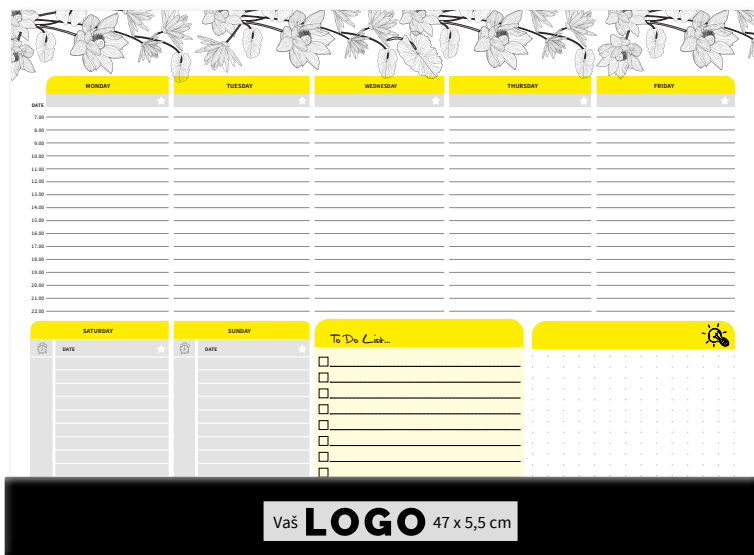 MONDAY TUESDAY WEDNESDAY THURSDAY FRIDAY
DATE
7.00
8.00
9.00
10.00
11.00
12.00
13.00
14.00
15.00
16.00
17.00
18.00
19.00
20.00
21.00
22.00
SATURDAY SUNDAY
To Do List...
DATE DATE
Vaš LOGO 47 x 5,5 cm